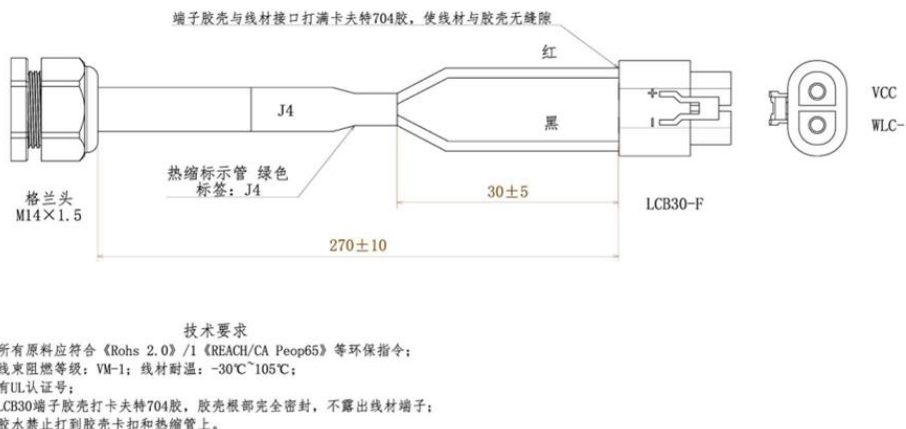 端子胶壳与线材接口打满卡夫特704胶，使线材与胶壳无缝隙
红
J4
+
黑
-
VCC
WLC-
热缩标示管 绿色
标签：J4
30±5
LCB30-F
格兰头
M14×1.5
270±10
技术要求
所有原料应符合《Rohs 2.0》/1《REACH/CA Peop65》等环保指令；
线束阻燃等级：VM-1；线材耐温：-30℃~105℃；
有UL认证号；
LCB30端子胶壳打卡夫特704胶，胶壳根部完全密封，不露出线材端子；
胶水禁止打到胶壳卡扣和热缩管上。